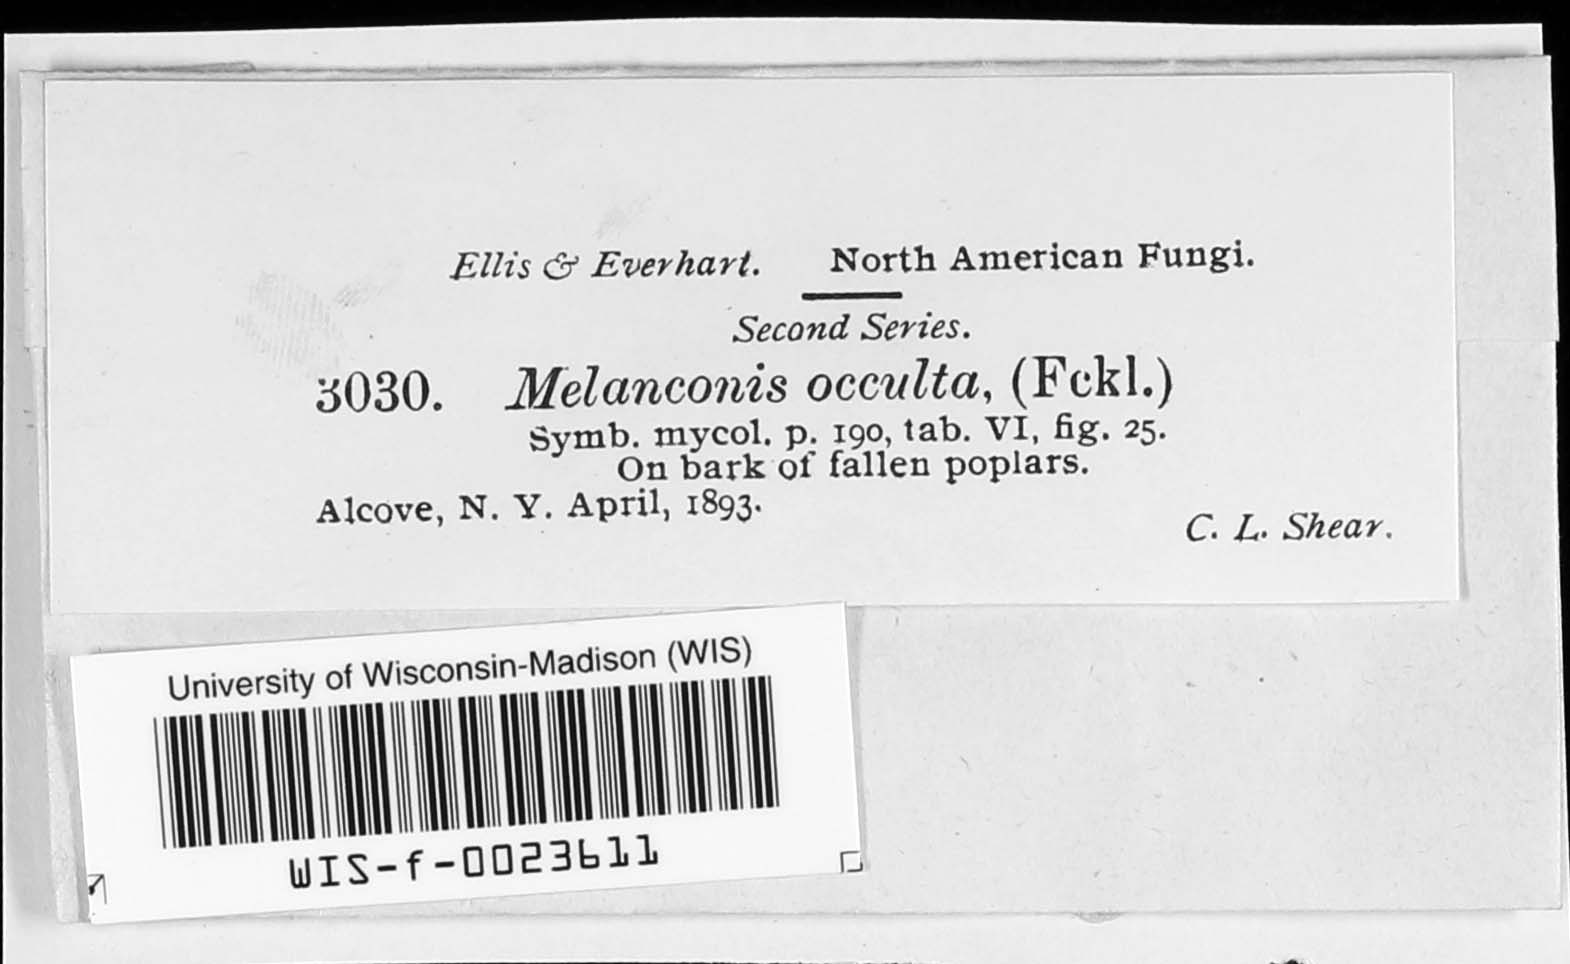 Ellis & Everhart. North American Fungi.
Second Series.
3030. Melanconis occulta, (Fckl.)
Symb. mycol. p. 190, tab. VI, fig. 25.
On bark of fallen poplars.
Alcove, N. Y. April, 1893.
C. L. Shear.
University of Wisconsin-Madison (WIS)
WIS-f-0023611